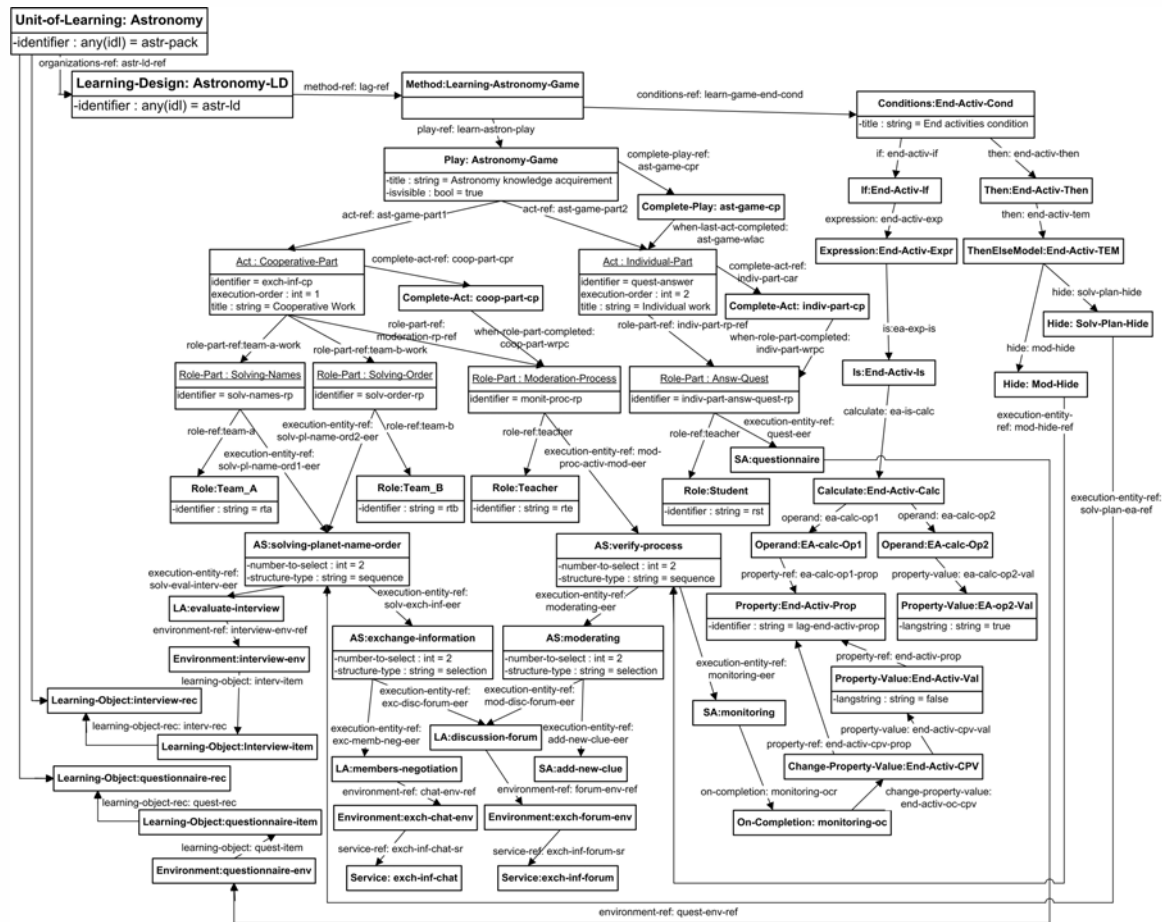 Unit-of-Learning: Astronomy
-identifier : any(idl) = astr-pack
organizations-ref: astr-ld-ref
Learning-Design: Astronomy-LD
-identifier : any(idl) = astr-ld
method-ref: lag-ref
Method:Learning-Astronomy-Game
conditions-ref: learn-game-end-cond
Conditions:End-Activ-Cond
-title : string = End activities condition
play-ref: learn-astron-play
Play: Astronomy-Game
-title : string = Astronomy knowledge acquirement
-isvisible : bool = true
complete-play-ref:
ast-game-cpr
Complete-Play: ast-game-cp
when-last-act-completed:
ast-game-wlac
if: end-activ-if
then: end-activ-then
If:End-Activ-If
Then:End-Activ-Then
expression: end-activ-exp
then: end-activ-tem
Expression:End-Activ-Expr
ThenElseModel:End-Activ-TEM
act-ref: ast-game-part1
act-ref: ast-game-part2
Act : Cooperative-Part
identifier = exch-inf-cp
execution-order : int = 1
title : string = Cooperative Work
complete-act-ref: coop-part-cpr
Complete-Act: coop-part-cp
Act : Individual-Part
identifier = quest-answer
execution-order : int = 2
title : string = Individual work
complete-act-ref:
indiv-part-car
Complete-Act: indiv-part-cp
hide: solv-plan-hide
Hide: Solv-Plan-Hide
is:ea-exp-is
hide: mod-hide
role-part-ref:
moderation-rp-ref
when-role-part-completed:
coop-part-wrpc
role-part-ref: indiv-part-rp-ref
when-role-part-completed:
indiv-part-wrpc
role-part-ref:team-a-work
role-part-ref:team-b-work
Role-Part : Solving-Names
identifier = solv-names-rp
Role-Part : Solving-Order
identifier = solv-order-rp
Role-Part : Moderation-Process
identifier = monit-proc-rp
Role-Part : Answ-Quest
identifier = indiv-part-answ-quest-rp
Is:End-Activ-Is
Hide: Mod-Hide
calculate: ea-is-calc
execution-entity-
ref: mod-hide-ref
role-ref:team-a
execution-entity-ref:
solv-pl-name-ord2-eer
execution-entity-ref:
solv-pl-name-ord1-eer
role-ref:team-b
role-ref:teacher
execution-entity-ref: mod-
proc-activ-mod-eer
role-ref:teacher
execution-entity-ref:
quest-eer
SA:questionnaire
Role:Team_A
-identifier : string = rta
Role:Team_B
-identifier : string = rtb
Role:Teacher
-identifier : string = rte
Role:Student
-identifier : string = rst
Calculate:End-Activ-Calc
execution-entity-ref:
solv-plan-ea-ref
operand: ea-calc-op1
operand: ea-calc-op2
Operand:EA-calc-Op1
Operand:EA-calc-Op2
AS:solving-planet-name-order
-number-to-select : int = 2
-structure-type : string = sequence
AS:verify-process
-number-to-select : int = 2
-structure-type : string = sequence
property-ref: ea-calc-op1-prop
property-value: ea-calc-op2-val
execution-entity-ref:
solv-eval-interv-eer
execution-entity-ref:
solv-exch-inf-eer
execution-entity-ref:
moderating-eer
Property:End-Activ-Prop
-identifier : string = lag-end-activ-prop
Property-Value:EA-op2-Val
-langstring : string = true
LA:evaluate-interview
environment-ref: interview-env-ref
Environment:interview-env
AS:exchange-information
-number-to-select : int = 2
-structure-type : string = selection
AS:moderating
-number-to-select : int = 2
-structure-type : string = selection
property-ref: end-activ-prop
Property-Value:End-Activ-Val
-langstring : string = false
execution-entity-ref:
monitoring-eer
learning-object: interv-item
Learning-Object:interview-rec
learning-object-rec: interv-rec
Learning-Object:Interview-item
execution-entity-ref:
exc-disc-forum-eer
execution-entity-ref:
mod-disc-forum-eer
execution-entity-ref:
exc-memb-neg-eer
LA:discussion-forum
execution-entity-ref:
add-new-clue-eer
SA:monitoring
property-value: end-activ-cpv-val
property-ref: end-activ-cpv-prop
Change-Property-Value:End-Activ-CPV
Learning-Object:questionnaire-rec
LA:members-negotiation
SA:add-new-clue
learning-object-rec: quest-rec
environment-ref: chat-env-ref
environment-ref: forum-env-ref
on-completion: monitoring-ocr
change-property-value:
end-activ-oc-cpv
Learning-Object:questionnaire-item
Environment:exch-chat-env
Environment:exch-forum-env
On-Completion: monitoring-oc
learning-object: quest-item
service-ref: exch-inf-chat-sr
service-ref: exch-inf-forum-sr
Environment:questionnaire-env
Service: exch-inf-chat
Service:exch-inf-forum
environment-ref: quest-env-ref